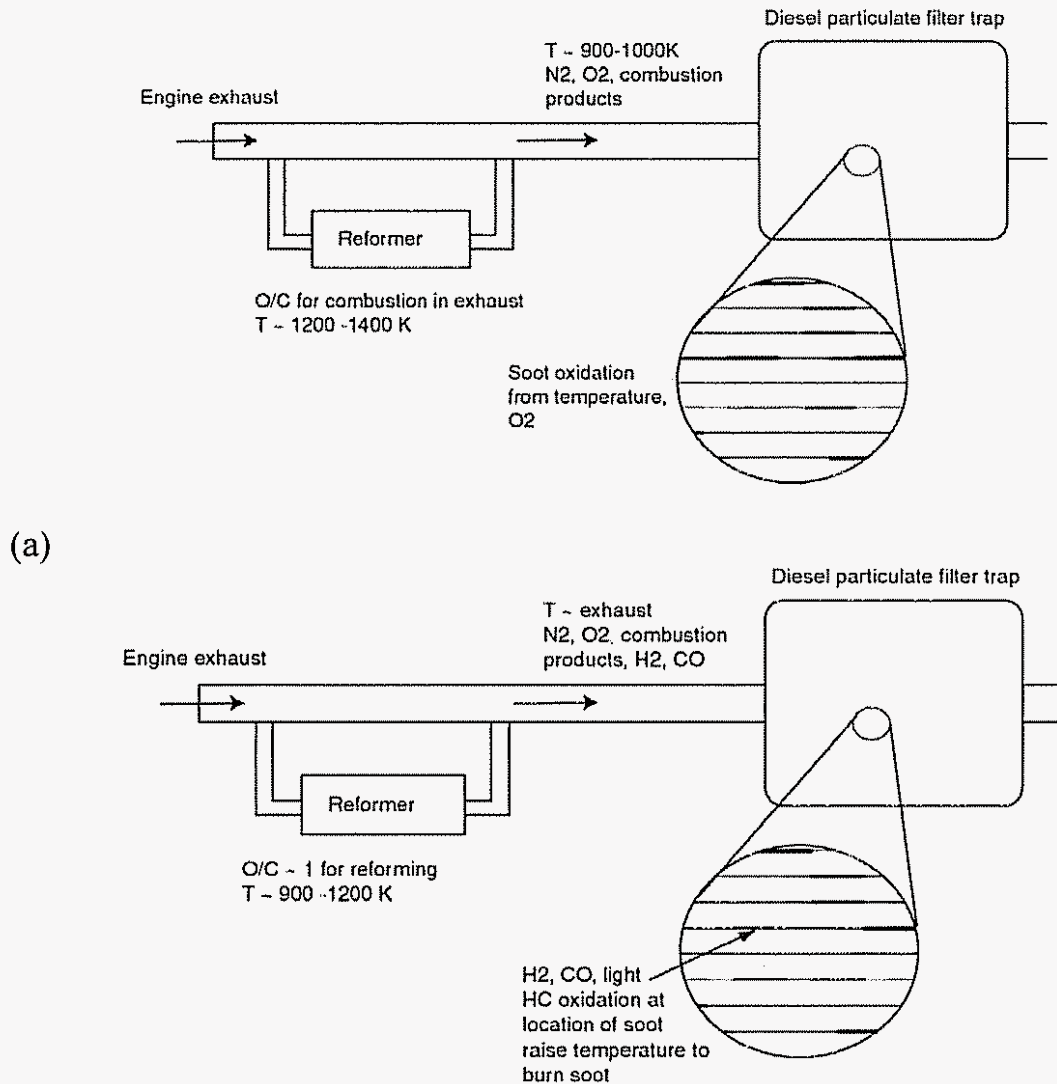 Diesel particulate filter trap
T ~ 900-1000K
N2, O2, combustion
products
Engine exhaust
Reformer
O/C for combustion in exhaust
T ~ 1200 -1400 K
Soot oxidation
from temperature,
O2
(a)
Diesel particulate filter trap
T ~ exhaust
N2, O2, combustion
products, H2, CO
Engine exhaust
Reformer
O/C ~ 1 for reforming
T ~ 900 -1200 K
H2, CO, light
HC oxidation at
location of soot
raise temperature to
burn soot